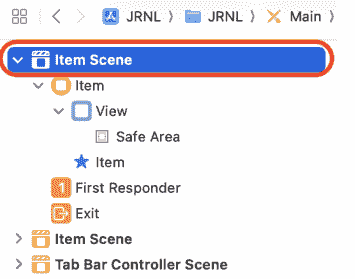 JRNL 〉 JRNL 〉 Main 〉
Item Scene
Item
View
Safe Area
Item
First Responder
Exit
Item Scene
Tab Bar Controller Scene